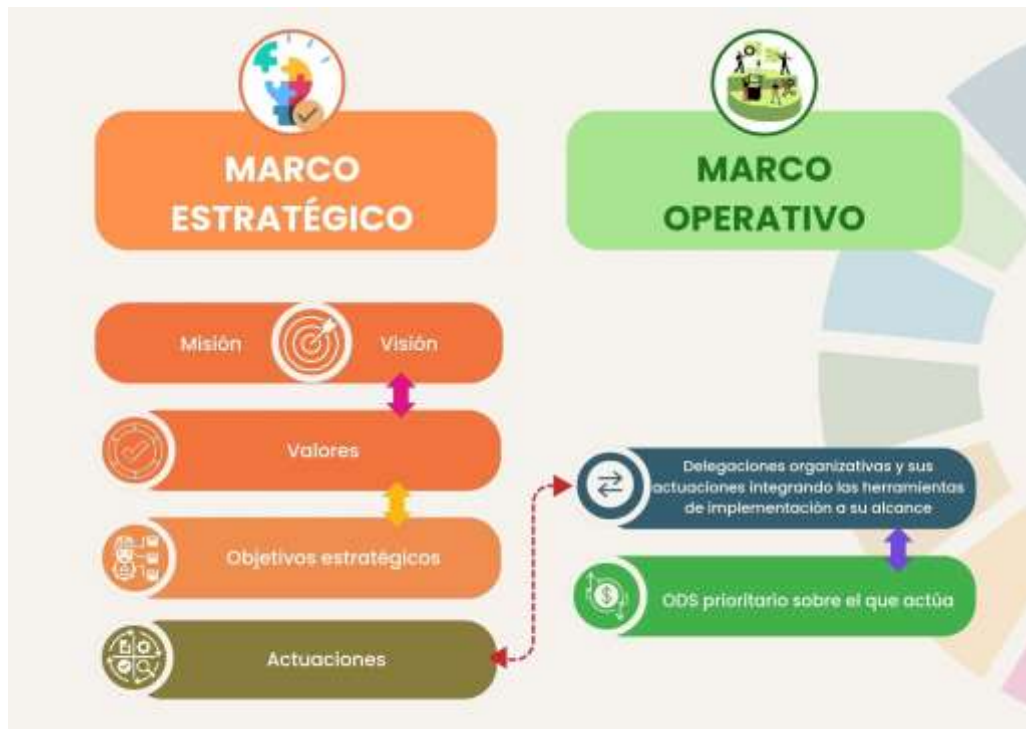 MARCO
ESTRATÉGICO
Misión
Visión
Valores
Objetivos estratégicos
Actuaciones
MARCO
OPERATIVO
Delegaciones organizativas y sus
actuaciones integrando las herramientas
de implementación a su alcance
ODS prioritario sobre el que actúa